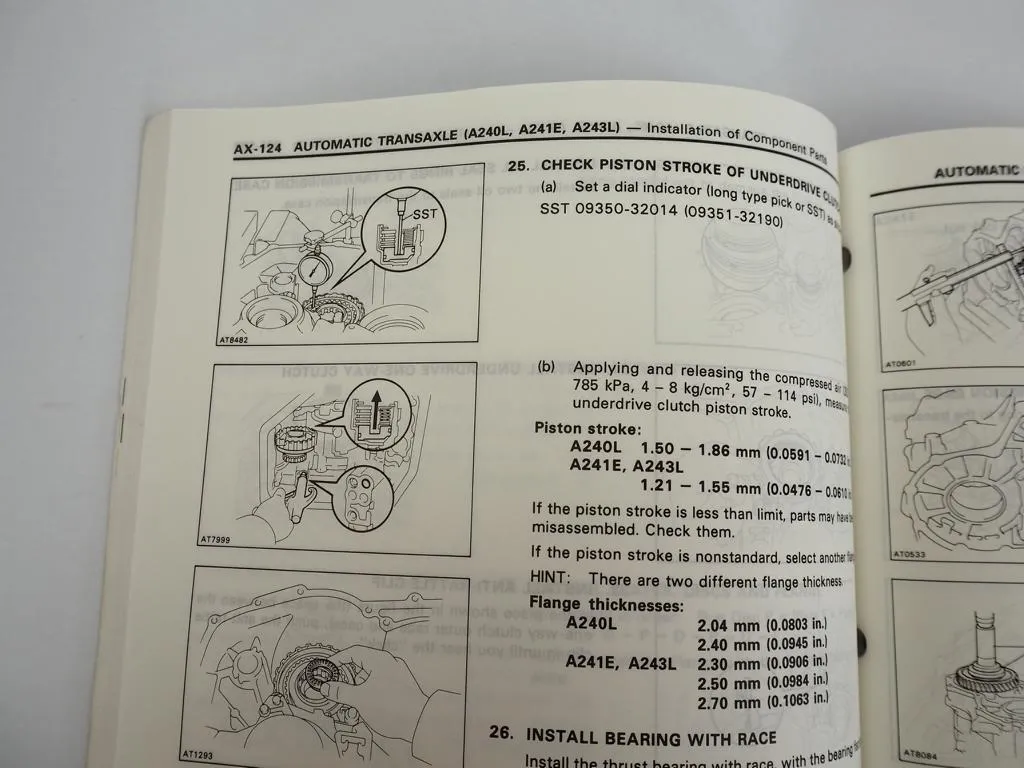 AX-124 AUTOMATIC TRANSAXLE (A240L, A241E, A243L) — Installation of Component Parts
SST
AT8482
25. CHECK PISTON STROKE OF UNDERDRIVE
(a) Set a dial indicator (long type pick or SST) as
SST 09350-32014 (09351-32190)
AT7999
(b) Applying and releasing the compressed air
785 kPa, 4 – 8 kg/cm², 57 – 114 psi),
underdrive clutch piston stroke.
Piston stroke:
A240L 1.50 – 1.86 mm (0.0591 – 0.0732
A241E, A243L
1.21 – 1.55 mm (0.0476 – 0.0610
If the piston stroke is less than limit, parts may have
misassembled. Check them.
If the piston stroke is nonstandard, select another
HINT: There are two different flange thickness.
Flange thicknesses:
A240L 2.04 mm (0.0803 in.)
2.40 mm (0.0945 in.)
A241E, A243L 2.30 mm (0.0906 in.)
2.50 mm (0.0984 in.)
2.70 mm (0.1063 in.)
AT1293
26. INSTALL BEARING WITH RACE
Install the thrust bearing with race, with the bearing
AUTOMATIC
AT0601
AT0533
AT8084